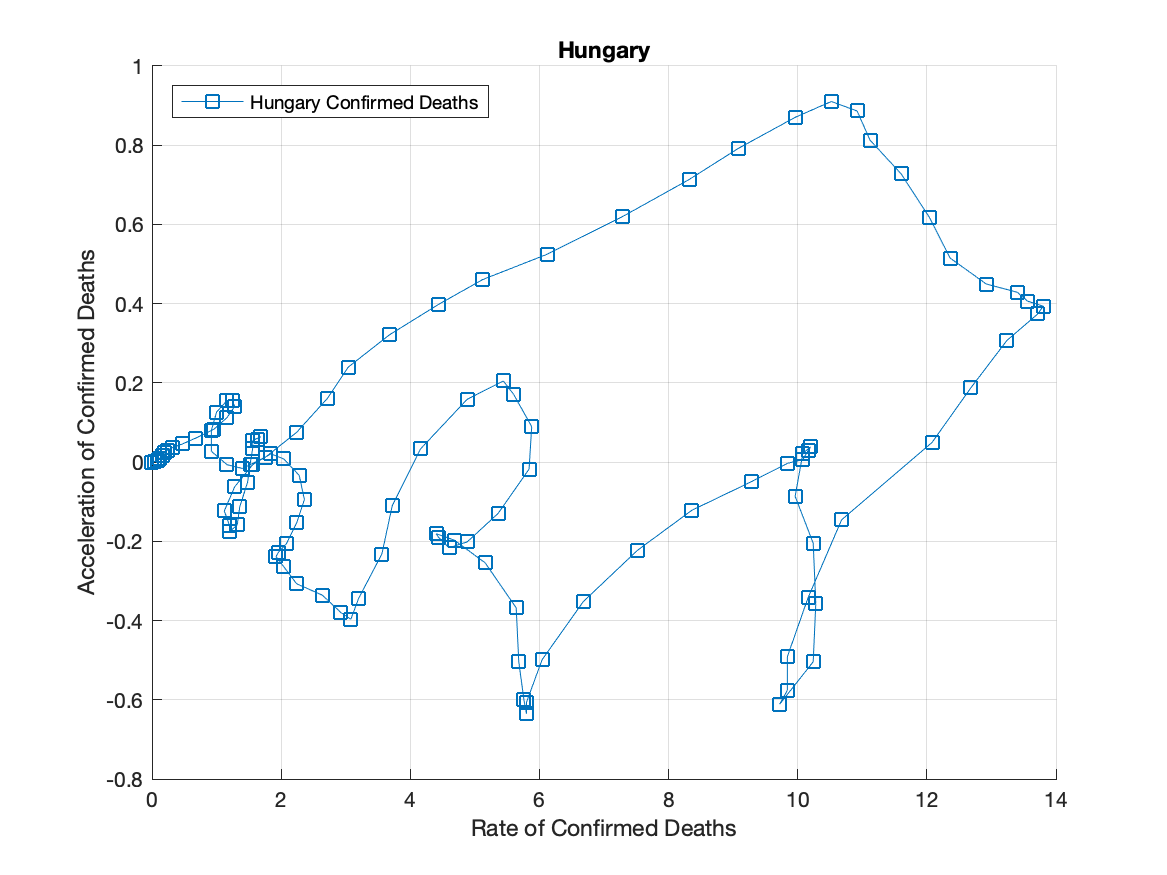 Hungary
Hungary Confirmed Deaths
1
0.8
0.6
0.4
0.2
0
-0.2
-0.4
-0.6
-0.8
Acceleration of Confirmed Deaths
0 2 4 6 8 10 12 14
Rate of Confirmed Deaths